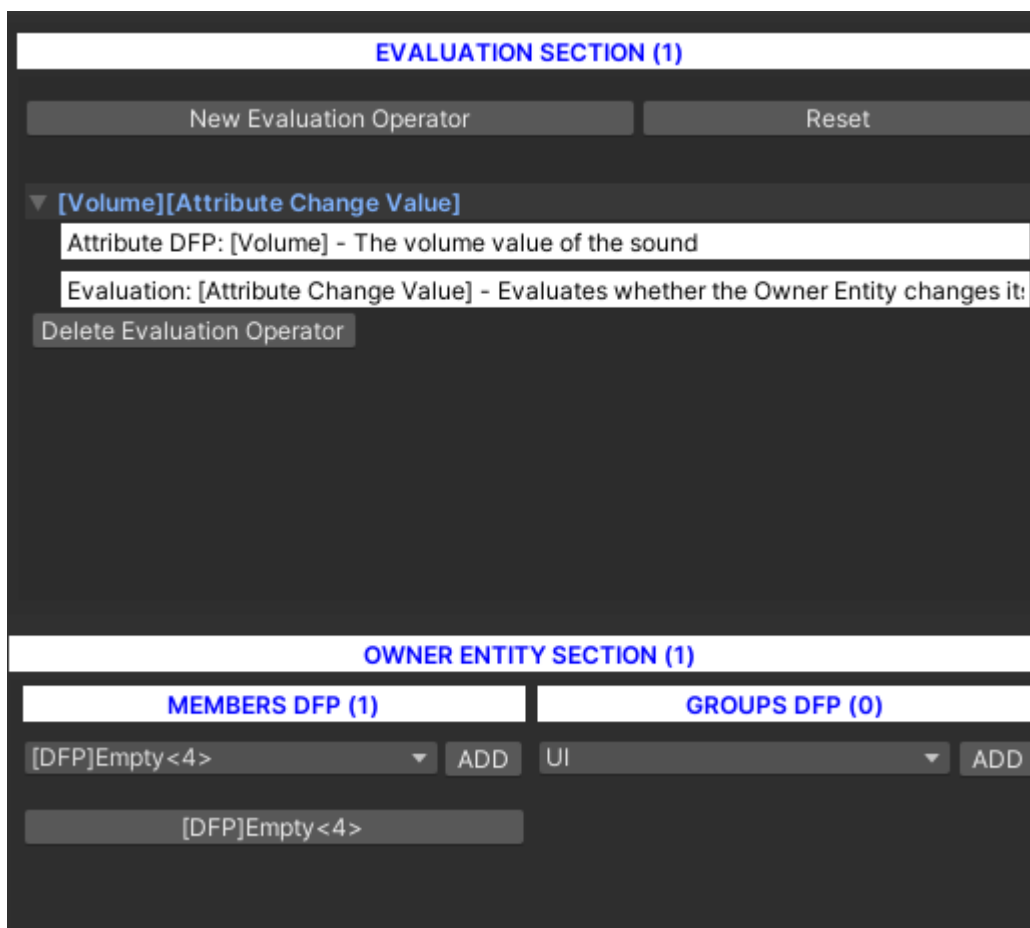 EVALUATION SECTION (1)
New Evaluation Operator Reset
[Volume][Attribute Change Value]
Attribute DFP: [Volume] - The volume value of the sound
Evaluation: [Attribute Change Value] - Evaluates whether the Owner Entity changes its
Delete Evaluation Operator
OWNER ENTITY SECTION (1)
MEMBERS DFP (1) GROUPS DFP (0)
[DFP]Empty<4> ADD UI ADD
[DFP]Empty<4>